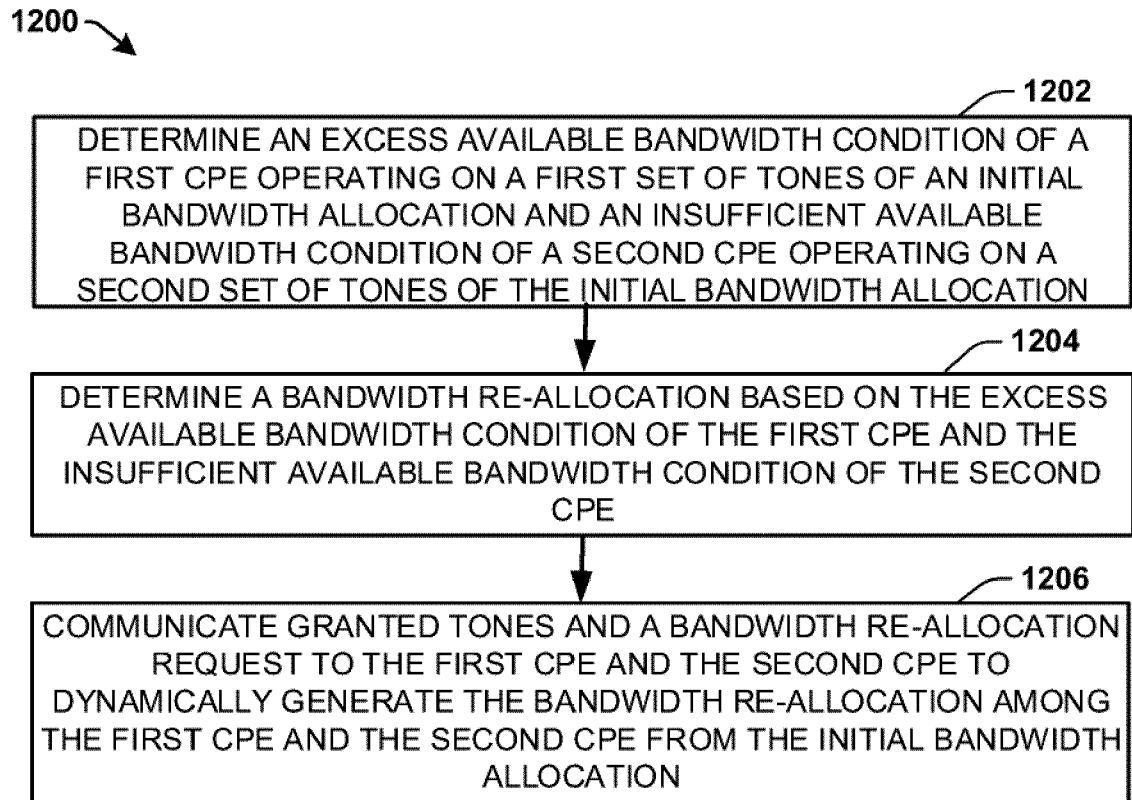 1200
1202
DETERMINE AN EXCESS AVAILABLE BANDWIDTH CONDITION OF A
FIRST CPE OPERATING ON A FIRST SET OF TONES OF AN INITIAL
BANDWIDTH ALLOCATION AND AN INSUFFICIENT AVAILABLE
BANDWIDTH CONDITION OF A SECOND CPE OPERATING ON A
SECOND SET OF TONES OF THE INITIAL BANDWIDTH ALLOCATION
1204
DETERMINE A BANDWIDTH RE-ALLOCATION BASED ON THE EXCESS
AVAILABLE BANDWIDTH CONDITION OF THE FIRST CPE AND THE
INSUFFICIENT AVAILABLE BANDWIDTH CONDITION OF THE SECOND
CPE
1206
COMMUNICATE GRANTED TONES AND A BANDWIDTH RE-ALLOCATION
REQUEST TO THE FIRST CPE AND THE SECOND CPE TO
DYNAMICALLY GENERATE THE BANDWIDTH RE-ALLOCATION AMONG
THE FIRST CPE AND THE SECOND CPE FROM THE INITIAL BANDWIDTH
ALLOCATION